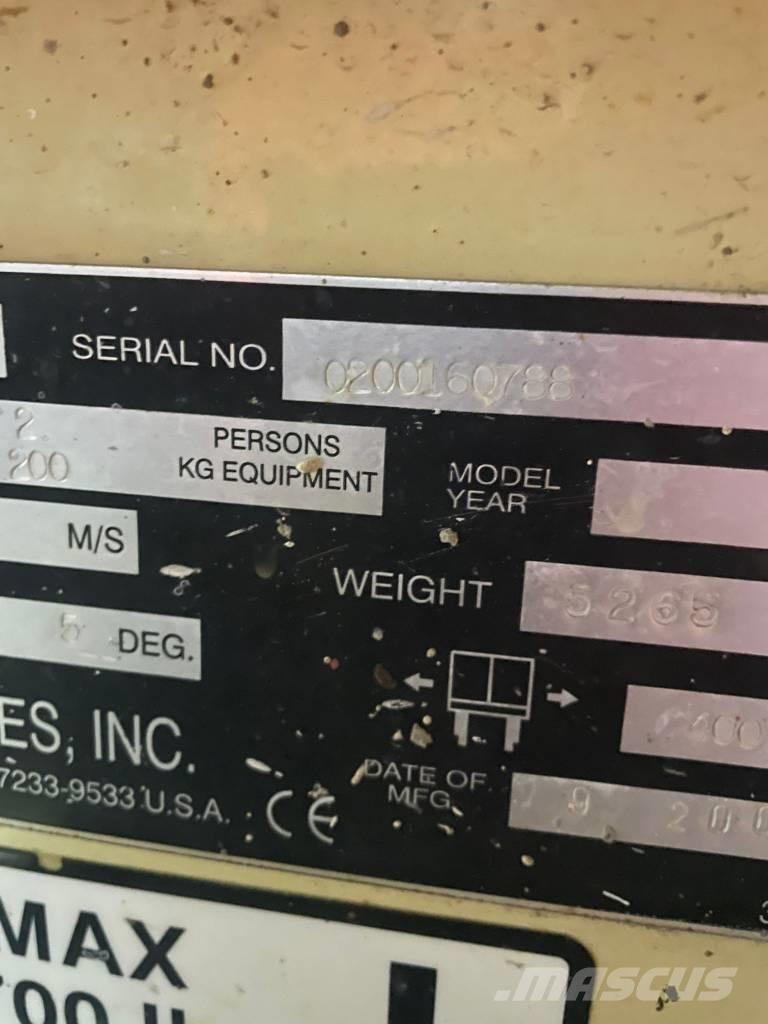 SERIAL NO. 0200160788
2 PERSONS
200 KG EQUIPMENT
MODEL
YEAR
M/S
WEIGHT 5265
5 DEG.
ES, INC.
7233-9533 U.S.A.
CE
DATE OF
MFG. 9 200
MAX
MASCUS